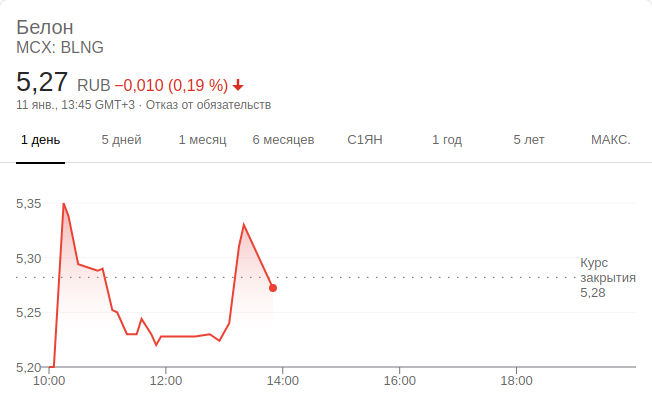 Белон
MCX: BLNG
5,27 RUB −0,010 (0,19 %)
11 янв., 13:45 GMT+3 · Отказ от обязательств
1 день 5 дней 1 месяц 6 месяцев С1ЯН 1 год 5 лет МАКС.
5,35
5,30
Курс
закрытия
5,28
5,25
5,20
10:00 12:00 14:00 16:00 18:00